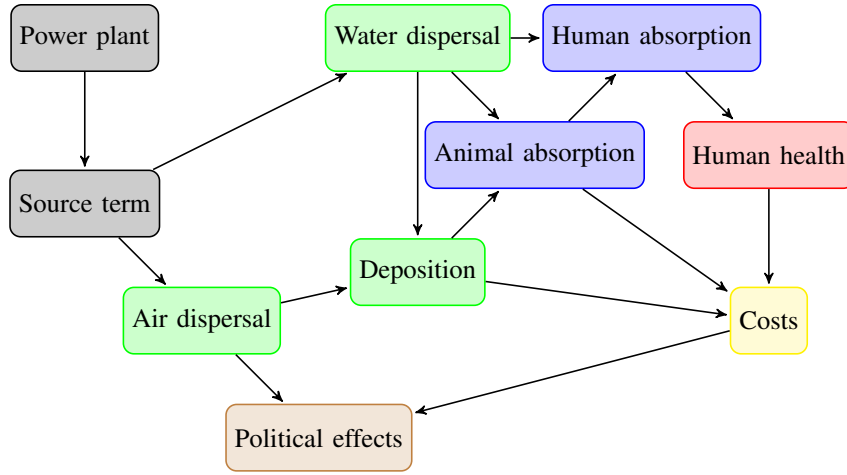 Power plant
Water dispersal
Human absorption
Animal absorption
Human health
Source term
Deposition
Air dispersal
Costs
Political effects